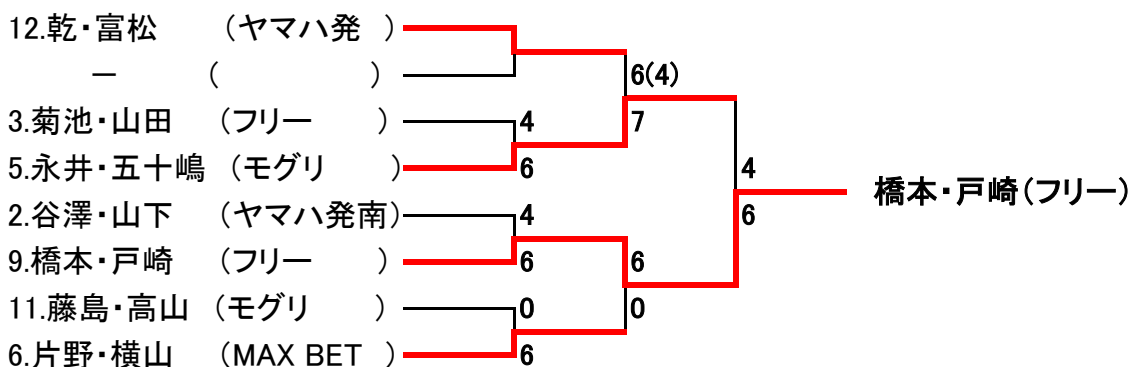 12.乾・富松 (ヤマハ発 )
― ( )
6(4)
3.菊池・山田 (フリー )
4
7
5.永井・五十嶋 (モグリ )
6
4
橋本・戸崎(フリー)
2.谷澤・山下 (ヤマハ発南)
4
6
9.橋本・戸崎 (フリー )
6
6
11.藤島・高山 (モグリ )
0
0
6.片野・横山 (MAX BET )
6